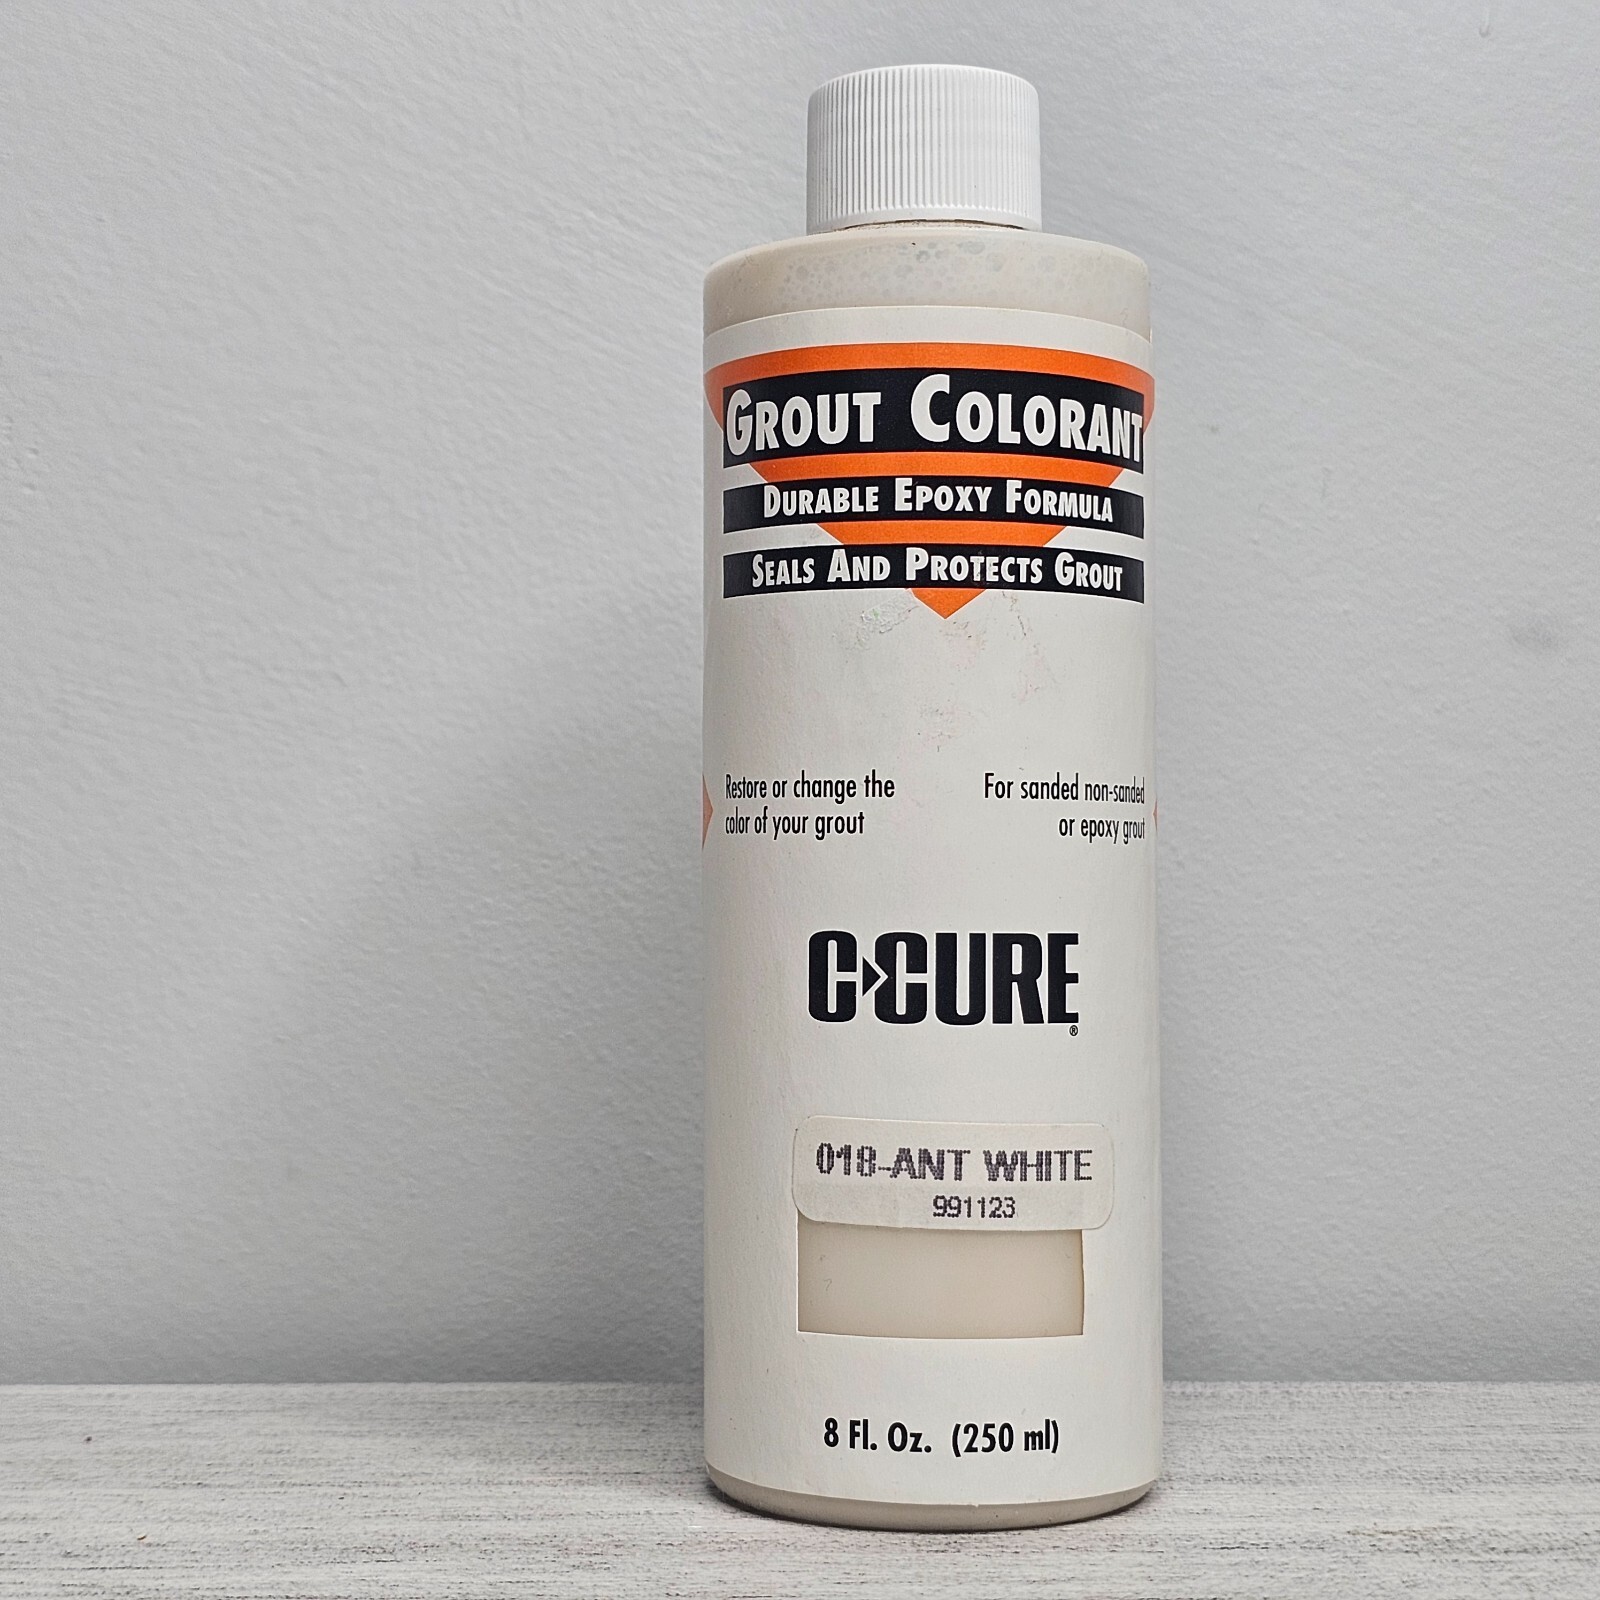 GROUT COLORANT
DURABLE EPOXY FORMULA
SEALS AND PROTECTS GROUT
Restore or change the
color of your grout
For sanded non-sanded
or epoxy grout
C-CURE®
018-ANT WHITE
991123
8 Fl. Oz. (250 ml)